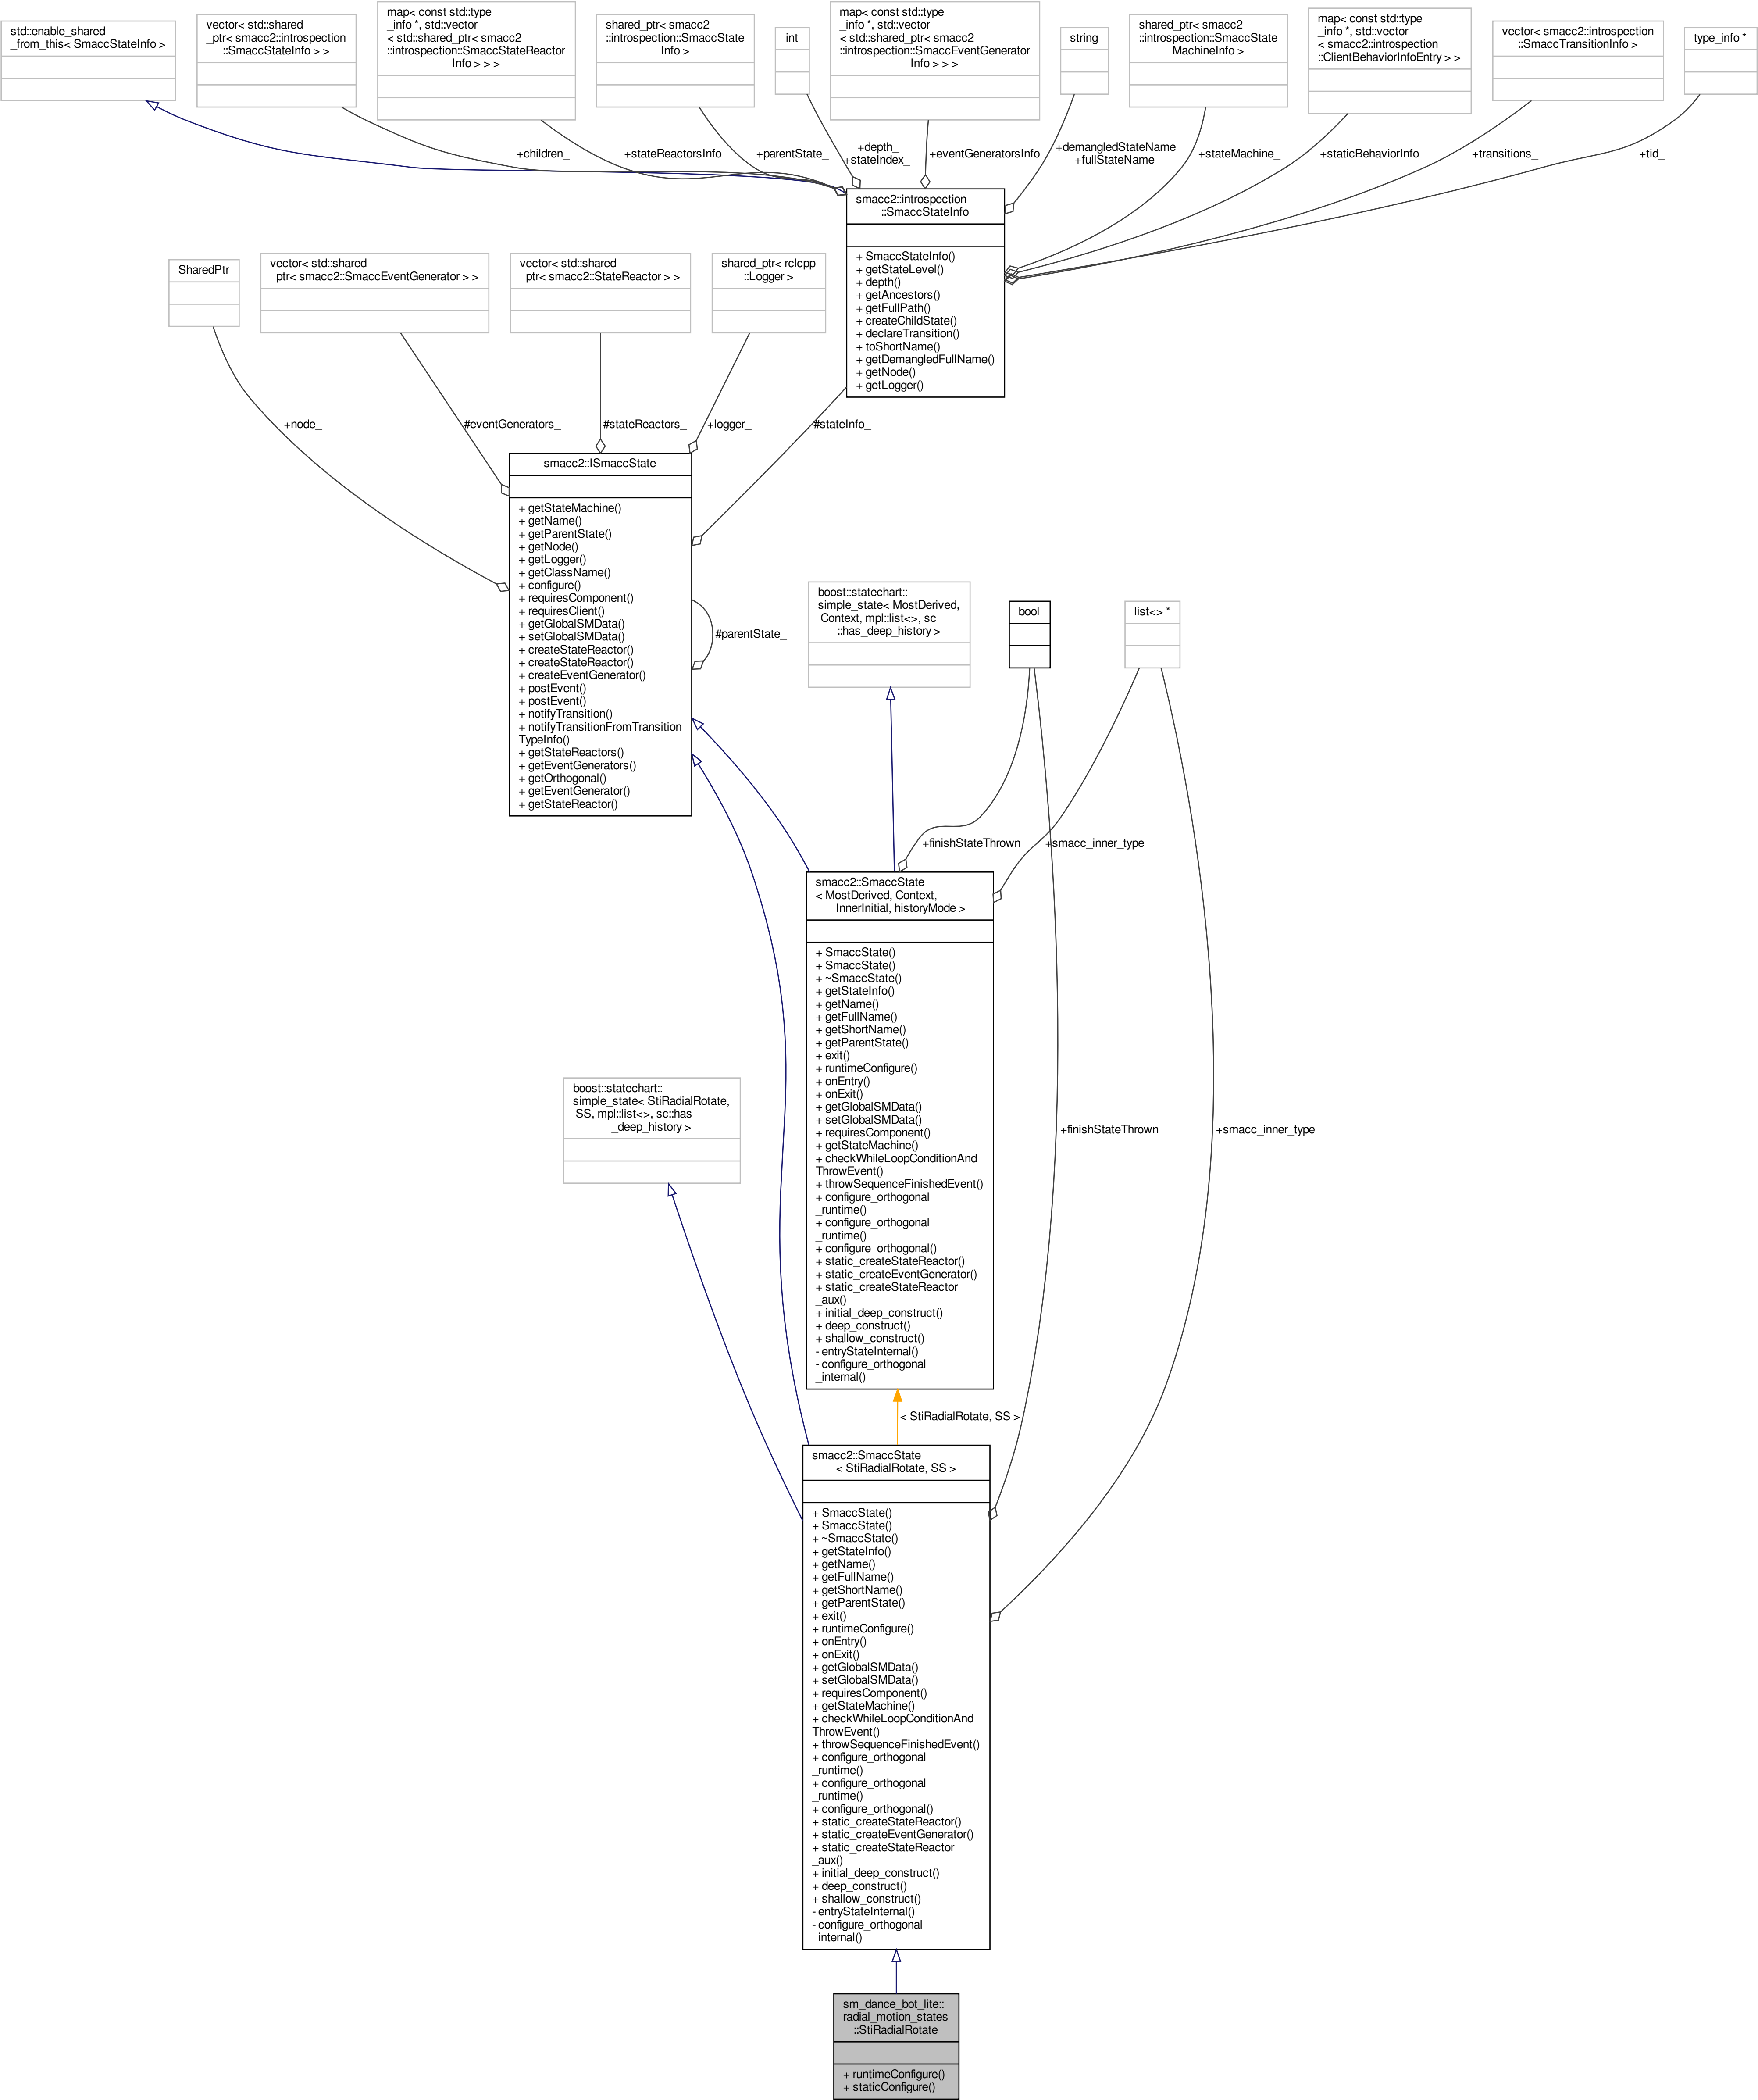 std::enable_shared
_from_this< SmaccStateInfo >
vector< std::shared
_ptr< smacc2::introspection
::SmaccStateInfo > >
map< const std::type
_info *, std::vector
< std::shared_ptr< smacc2
::introspection::SmaccStateReactor
Info > > >
shared_ptr< smacc2
::introspection::SmaccState
Info >
int
map< const std::type
_info *, std::vector
< std::shared_ptr< smacc2
::introspection::SmaccEventGenerator
Info > > >
string
shared_ptr< smacc2
::introspection::SmaccState
MachineInfo >
map< const std::type
_info *, std::vector
< smacc2::introspection
::ClientBehaviorInfoEntry > >
vector< smacc2::introspection
::SmaccTransitionInfo >
type_info *
+children_
+stateReactorsInfo
+parentState_
+depth_
+stateIndex_
+eventGeneratorsInfo
+demangledStateName
+fullStateName
+stateMachine_
+staticBehaviorInfo
+transitions_
+tid_
smacc2::introspection
::SmaccStateInfo
+ SmaccStateInfo()
+ getStateLevel()
+ depth()
+ getAncestors()
+ getFullPath()
+ createChildState()
+ declareTransition()
+ toShortName()
+ getDemangledFullName()
+ getNode()
+ getLogger()
SharedPtr
vector< std::shared
_ptr< smacc2::SmaccEventGenerator > >
vector< std::shared
_ptr< smacc2::StateReactor > >
shared_ptr< rclcpp
::Logger >
+node_
#eventGenerators_
#stateReactors_
+logger_
#stateInfo_
smacc2::ISmaccState
+ getStateMachine()
+ getName()
+ getParentState()
+ getNode()
+ getLogger()
+ getClassName()
+ configure()
+ requiresComponent()
+ requiresClient()
+ getGlobalSMData()
+ setGlobalSMData()
+ createStateReactor()
+ createStateReactor()
+ createEventGenerator()
+ postEvent()
+ postEvent()
+ notifyTransition()
+ notifyTransitionFromTransition
TypeInfo()
+ getStateReactors()
+ getEventGenerators()
+ getOrthogonal()
+ getEventGenerator()
+ getStateReactor()
#parentState_
boost::statechart::
simple_state< MostDerived,
Context, mpl::list<>, sc
::has_deep_history >
bool
list<> *
+finishStateThrown
+smacc_inner_type
smacc2::SmaccState
< MostDerived, Context,
InnerInitial, historyMode >
+ SmaccState()
+ SmaccState()
+ ~SmaccState()
+ getStateInfo()
+ getName()
+ getFullName()
+ getShortName()
+ getParentState()
+ exit()
+ runtimeConfigure()
+ onEntry()
+ onExit()
+ getGlobalSMData()
+ setGlobalSMData()
+ requiresComponent()
+ getStateMachine()
+ checkWhileLoopConditionAnd
ThrowEvent()
+ throwSequenceFinishedEvent()
+ configure_orthogonal
_runtime()
+ configure_orthogonal
_runtime()
+ configure_orthogonal()
+ static_createStateReactor()
+ static_createEventGenerator()
+ static_createStateReactor
_aux()
+ initial_deep_construct()
+ deep_construct()
+ shallow_construct()
- entryStateInternal()
- configure_orthogonal
_internal()
boost::statechart::
simple_state< StiRadialRotate,
SS, mpl::list<>, sc::has
_deep_history >
+finishStateThrown
+smacc_inner_type
< StiRadialRotate, SS >
smacc2::SmaccState
< StiRadialRotate, SS >
+ SmaccState()
+ SmaccState()
+ ~SmaccState()
+ getStateInfo()
+ getName()
+ getFullName()
+ getShortName()
+ getParentState()
+ exit()
+ runtimeConfigure()
+ onEntry()
+ onExit()
+ getGlobalSMData()
+ setGlobalSMData()
+ requiresComponent()
+ getStateMachine()
+ checkWhileLoopConditionAnd
ThrowEvent()
+ throwSequenceFinishedEvent()
+ configure_orthogonal
_runtime()
+ configure_orthogonal
_runtime()
+ configure_orthogonal()
+ static_createStateReactor()
+ static_createEventGenerator()
+ static_createStateReactor
_aux()
+ initial_deep_construct()
+ deep_construct()
+ shallow_construct()
- entryStateInternal()
- configure_orthogonal
_internal()
sm_dance_bot_lite::
radial_motion_states
::StiRadialRotate
+ runtimeConfigure()
+ staticConfigure()